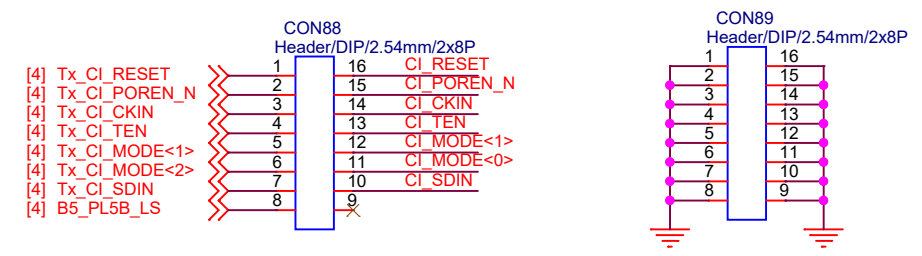 CON88
Header/DIP/2.54mm/2x8P
[4] Tx_CI_RESET 1 16 CI_RESET
[4] Tx_CI_POREN_N 2 15 CI_POREN_N
[4] Tx_CI_CKIN 3 14 CI_CKIN
[4] Tx_CI_TEN 4 13 CI_TEN
[4] Tx_CI_MODE<1> 5 12 CI_MODE<1>
[4] Tx_CI_MODE<2> 6 11 CI_MODE<0>
[4] Tx_CI_SDIN 7 10 CI_SDIN
[4] B5_PL5B_LS 8 9
CON89
Header/DIP/2.54mm/2x8P
1 16
2 15
3 14
4 13
5 12
6 11
7 10
8 9